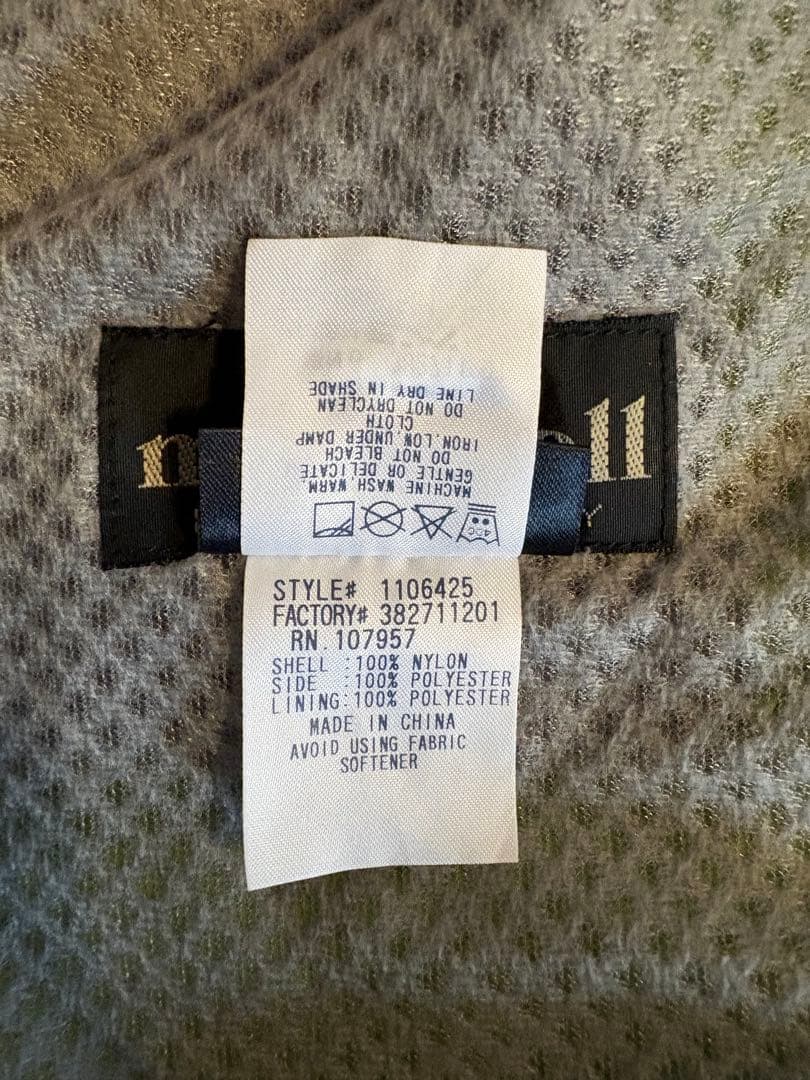 MACHINE WASH WARM.
GENTLE OR DELICATE
DO NOT BLEACH
IRON LOW. UNDER DAMP
CLOTH
DO NOT DRYCLEAN
LINE DRY IN SHADE
STYLE# 1106425
FACTORY# 382711201
RN.107957
SHELL :100% NYLON
SIDE :100% POLYESTER
LINING:100% POLYESTER
MADE IN CHINA
AVOID USING FABRIC
SOFTENER